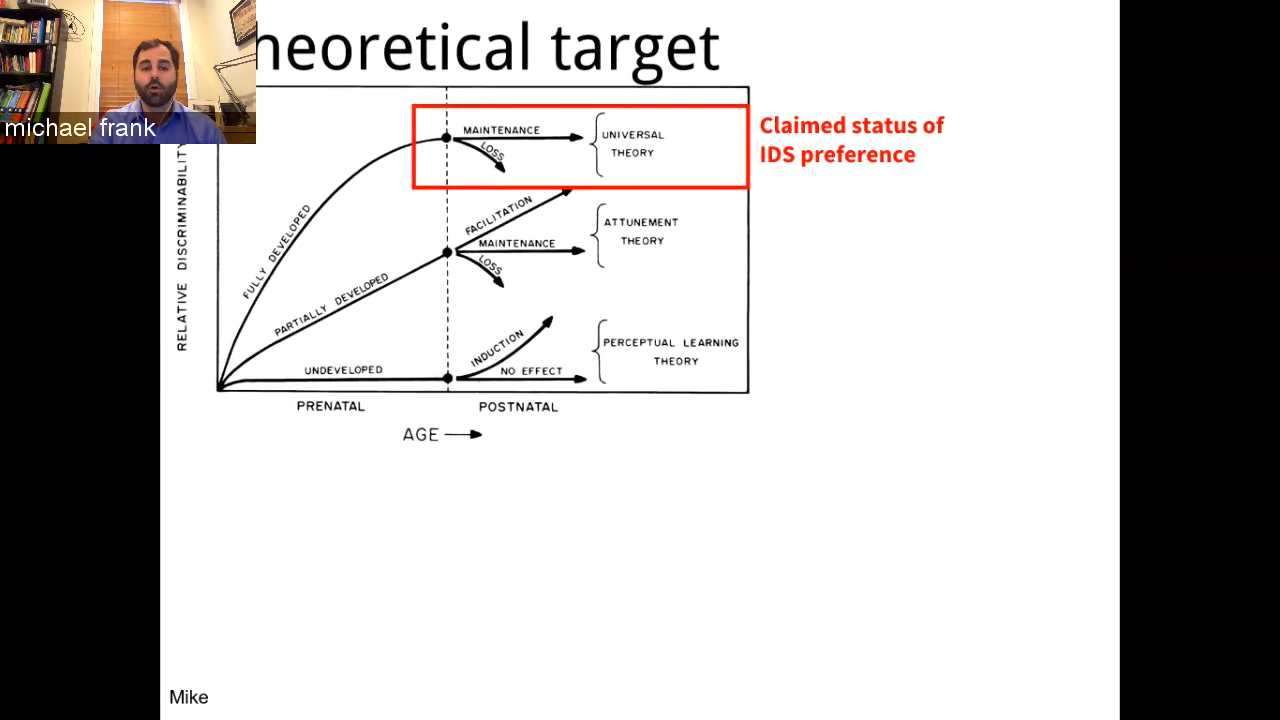 heoretical target
michael frank
RELATIVE DISCRIMINABILITY
FULLY DEVELOPED
PARTIALLY DEVELOPED
UNDEVELOPED
MAINTENANCE
LOSS
UNIVERSAL
THEORY
Claimed status of
IDS preference
FACILITATION
MAINTENANCE
LOSS
ATTUNEMENT
THEORY
INDUCTION
NO EFFECT
PERCEPTUAL LEARNING
THEORY
PRENATAL
POSTNATAL
AGE
Mike